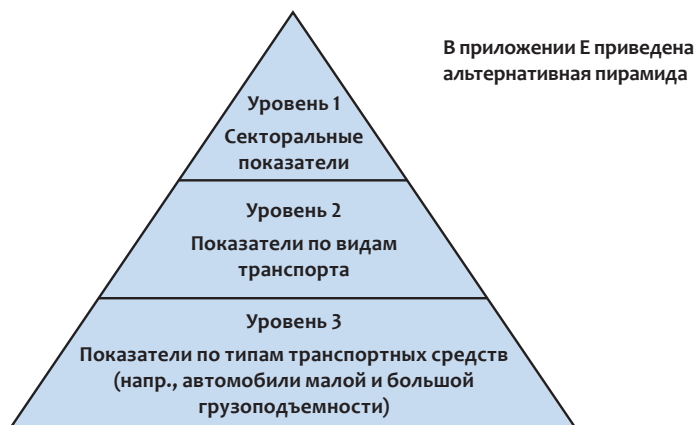 В приложении E приведена
альтернативная пирамида
Уровень 1
Секторальные
показатели
Уровень 2
Показатели по видам
транспорта
Уровень 3
Показатели по типам транспортных средств
(напр., автомобили малой и большой
грузоподъемности)